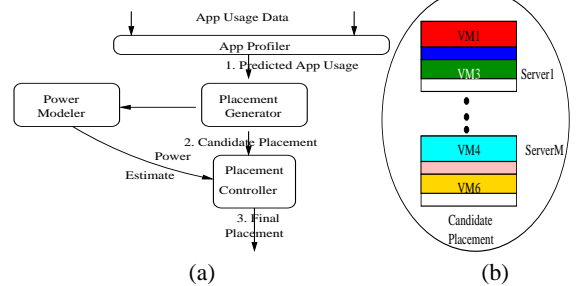 App Usage Data
App Profiler
1. Predicted App Usage
Power
Modeler
Placement
Generator
2. Candidate Placement
Power
Estimate
Placement
Controller
3. Final
Placement
(a)
VM1
VM3
Server1
VM4
ServerM
VM6
Candidate
Placement
(b)